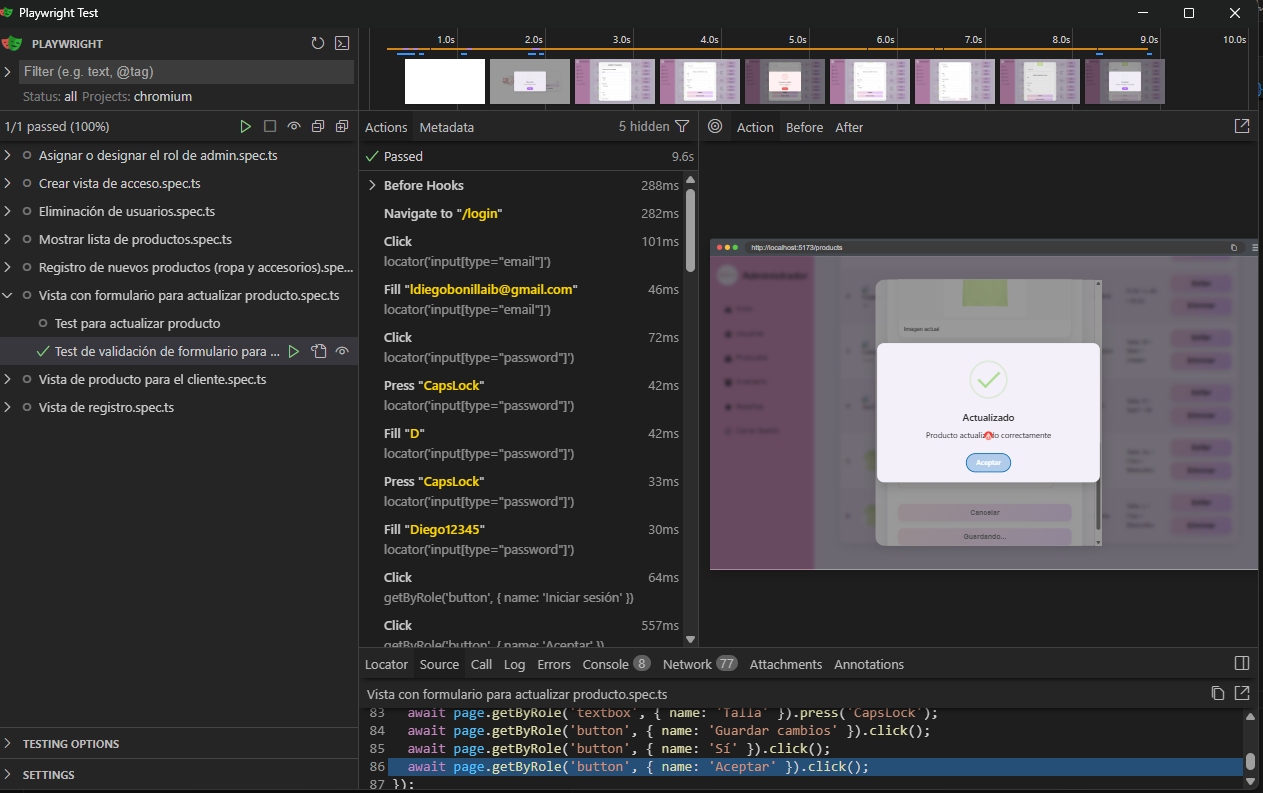 Playwright Test
PLAYWRIGHT
Filter (e.g. text, @tag)
Status: all Projects: chromium
1/1 passed (100%)
Asignar o designar el rol de admin.spec.ts
Crear vista de acceso.spec.ts
Eliminación de usuarios.spec.ts
Mostrar lista de productos.spec.ts
Registro de nuevos productos (ropa y accesorios).spe...
Vista con formulario para actualizar producto.spec.ts
Test para actualizar producto
Test de validación de formulario para ...
Vista de producto para el cliente.spec.ts
Vista de registro.spec.ts
TESTING OPTIONS
SETTINGS
1.0s 2.0s 3.0s 4.0s 5.0s 6.0s 7.0s 8.0s 9.0s 10.0s
Actions Metadata 5 hidden
Passed 9.6s
Before Hooks 288ms
Navigate to "/login" 282ms
Click 101ms
locator('input[type="email"]')
Fill "ldiegobonillaib@gmail.com" 46ms
locator('input[type="email"]')
Click 72ms
locator('input[type="password"]')
Press "CapsLock" 42ms
locator('input[type="password"]')
Fill "D" 42ms
locator('input[type="password"]')
Press "CapsLock" 33ms
locator('input[type="password"]')
Fill "Diego12345" 30ms
locator('input[type="password"]')
Click 64ms
getByRole('button', { name: 'Iniciar sesión' })
Click 557ms
getByRole('button', { name: 'Aceptar' })
Action Before After
http://localhost:5173/products
Administrador
Imagen actual
Actualizado
Producto actualizado correctamente
Aceptar
Cancelar
Guardando...
Locator Source Call Log Errors Console 8 Network 77 Attachments Annotations
Vista con formulario para actualizar producto.spec.ts
83 await page.getByRole('textbox', { name: 'Talla' }).press('CapsLock');
84 await page.getByRole('button', { name: 'Guardar cambios' }).click();
85 await page.getByRole('button', { name: 'Sí' }).click();
86 await page.getByRole('button', { name: 'Aceptar' }).click();
87 });